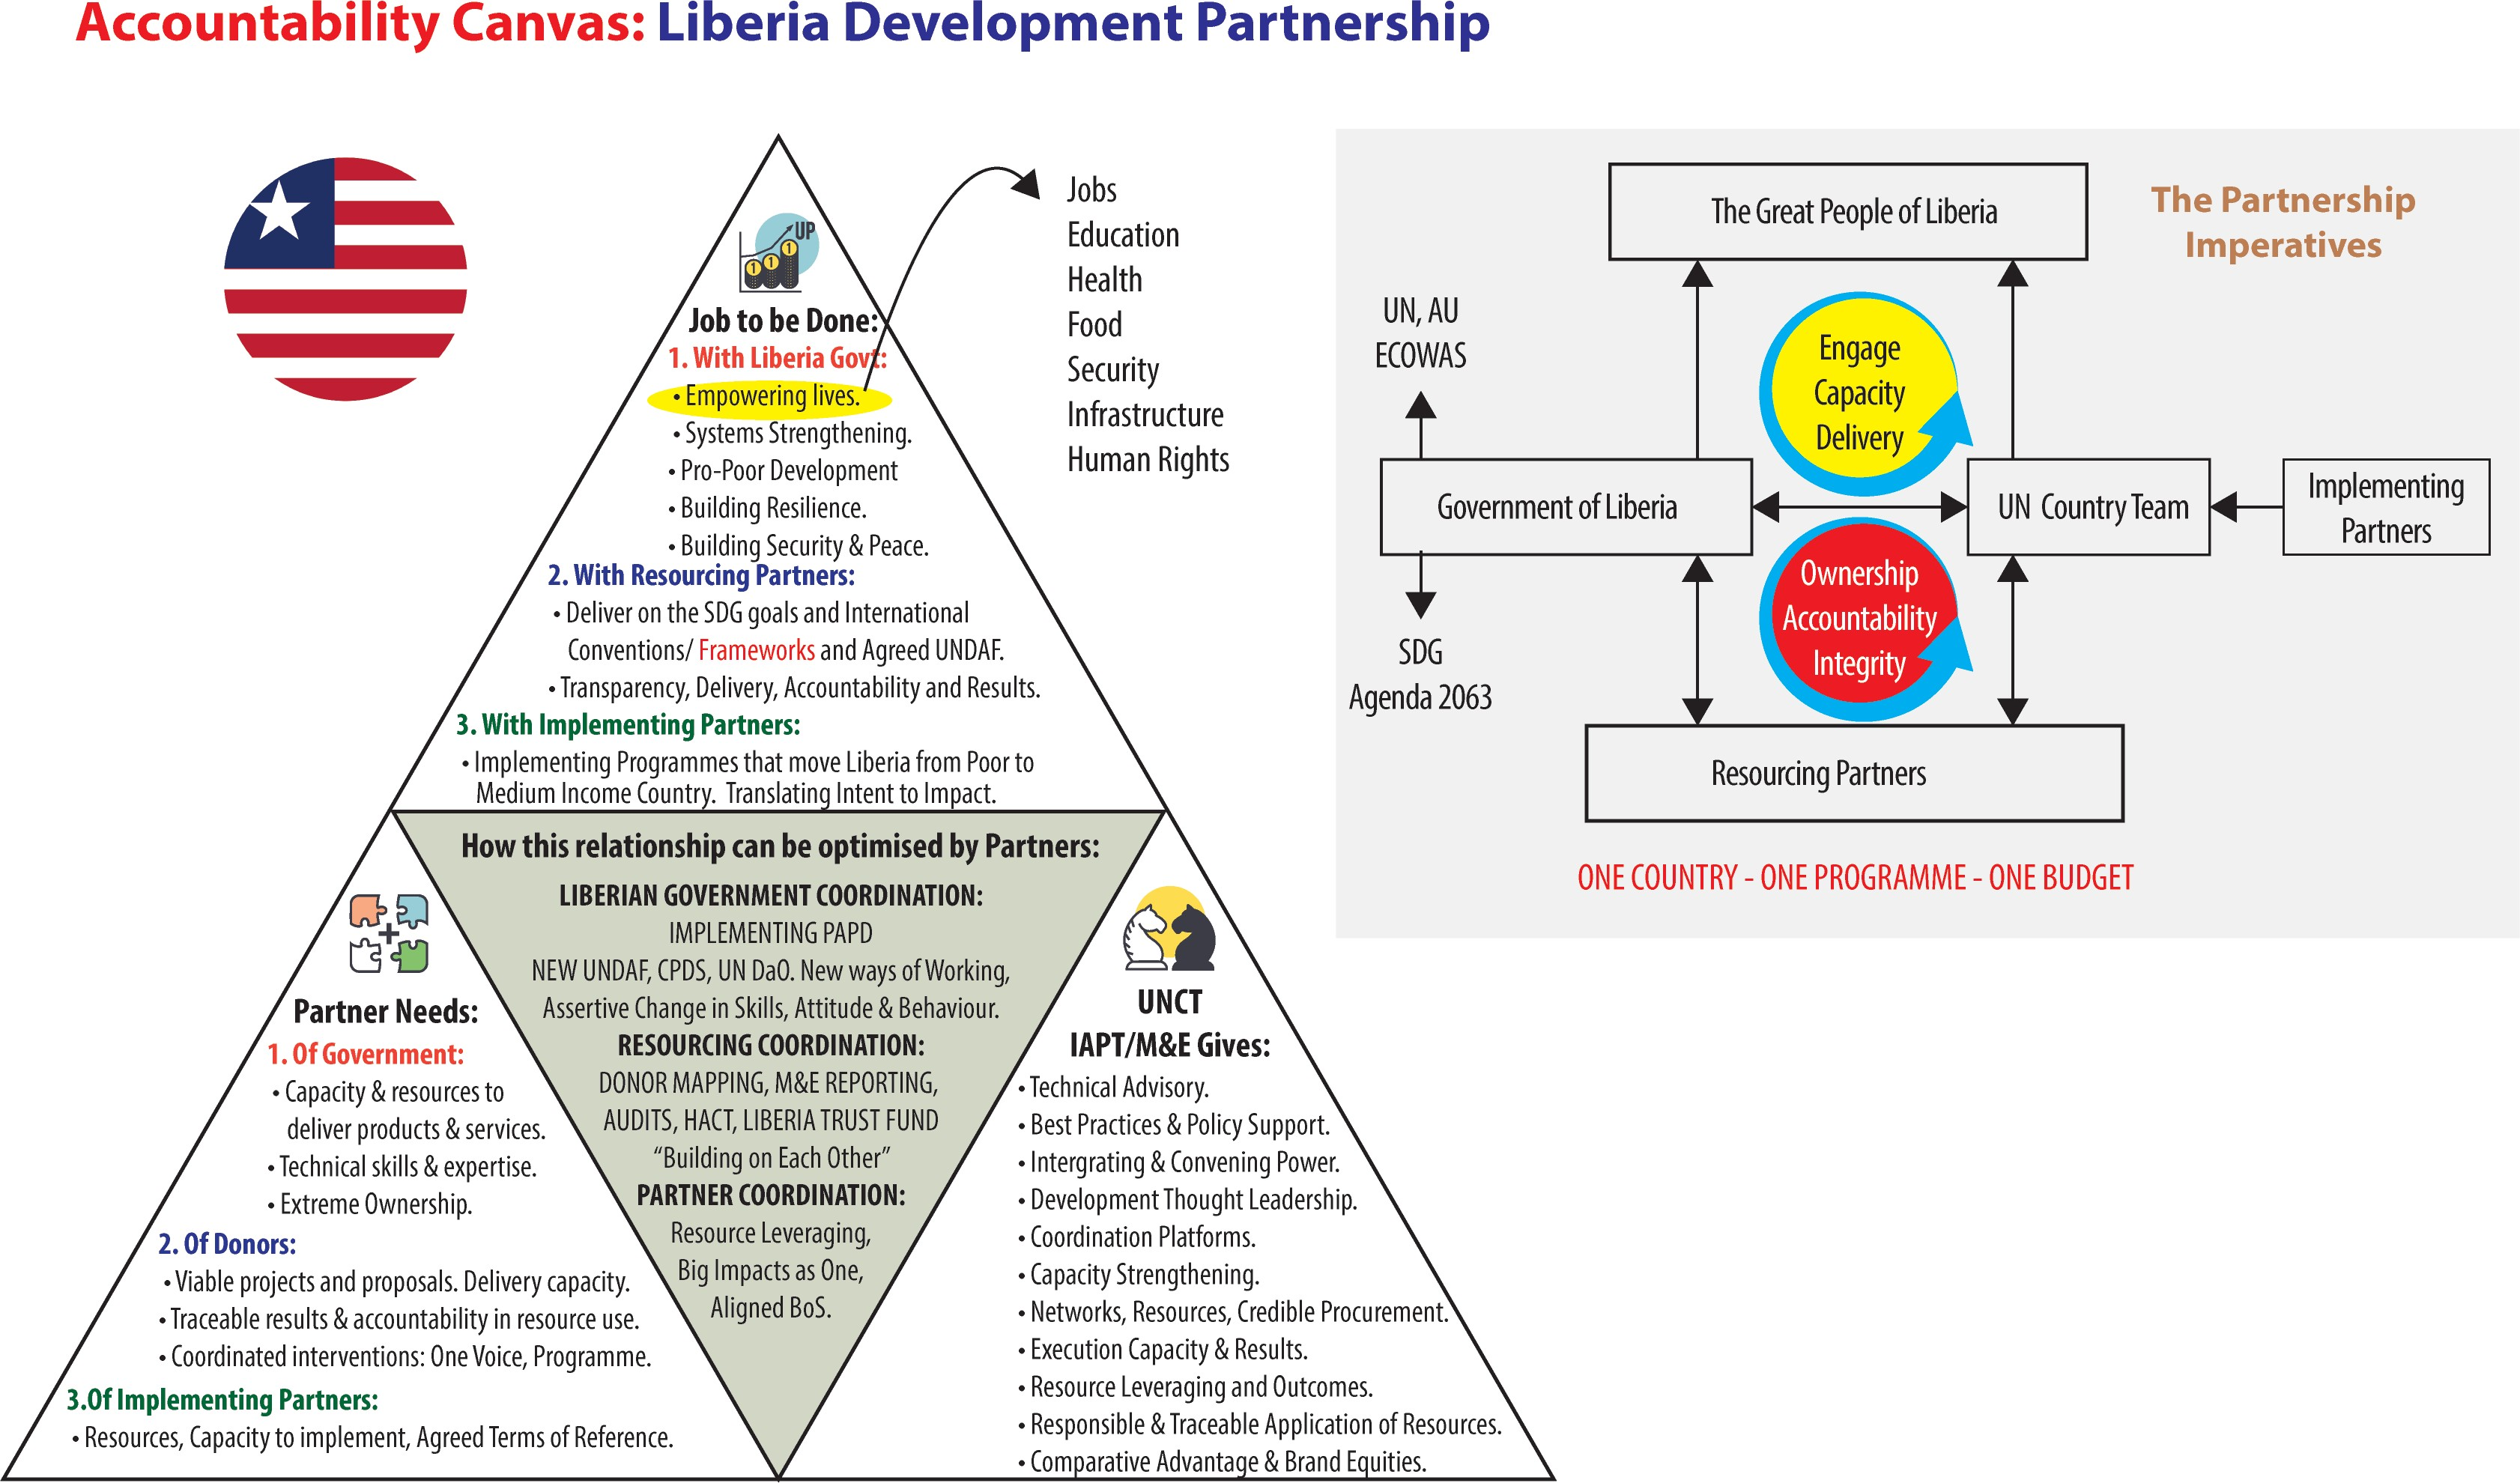 Accountability Canvas: Liberia Development Partnership
UP
1
1
1
Job to be Done:
1. With Liberia Govt:
• Empowering lives.
• Systems Strengthening.
• Pro-Poor Development
• Building Resilience.
• Building Security & Peace.
2. With Resourcing Partners:
• Deliver on the SDG goals and International
Conventions/ Frameworks and Agreed UNDAF.
• Transparency, Delivery, Accountability and Results.
3. With Implementing Partners:
• Implementing Programmes that move Liberia from Poor to
Medium Income Country. Translating Intent to Impact.
Jobs
Education
Health
Food
Security
Infrastructure
Human Rights
How this relationship can be optimised by Partners:
LIBERIAN GOVERNMENT COORDINATION:
IMPLEMENTING PAPD
NEW UNDAF, CPDS, UN DaO. New ways of Working,
Assertive Change in Skills, Attitude & Behaviour.
RESOURCING COORDINATION:
DONOR MAPPING, M&E REPORTING,
AUDITS, HACT, LIBERIA TRUST FUND
“Building on Each Other”
PARTNER COORDINATION:
Resource Leveraging,
Big Impacts as One,
Aligned BoS.
Partner Needs:
1. Of Government:
• Capacity & resources to
deliver products & services.
• Technical skills & expertise.
• Extreme Ownership.
2. Of Donors:
• Viable projects and proposals. Delivery capacity.
• Traceable results & accountability in resource use.
• Coordinated interventions: One Voice, Programme.
3.Of Implementing Partners:
• Resources, Capacity to implement, Agreed Terms of Reference.
UNCT
IAPT/M&E Gives:
• Technical Advisory.
• Best Practices & Policy Support.
• Intergrating & Convening Power.
• Development Thought Leadership.
• Coordination Platforms.
• Capacity Strengthening.
• Networks, Resources, Credible Procurement.
• Execution Capacity & Results.
• Resource Leveraging and Outcomes.
• Responsible & Traceable Application of Resources.
• Comparative Advantage & Brand Equities.
The Partnership
Imperatives
The Great People of Liberia
UN, AU
ECOWAS
Engage
Capacity
Delivery
Government of Liberia
UN Country Team
Implementing
Partners
Ownership
Accountability
Integrity
SDG
Agenda 2063
Resourcing Partners
ONE COUNTRY - ONE PROGRAMME - ONE BUDGET